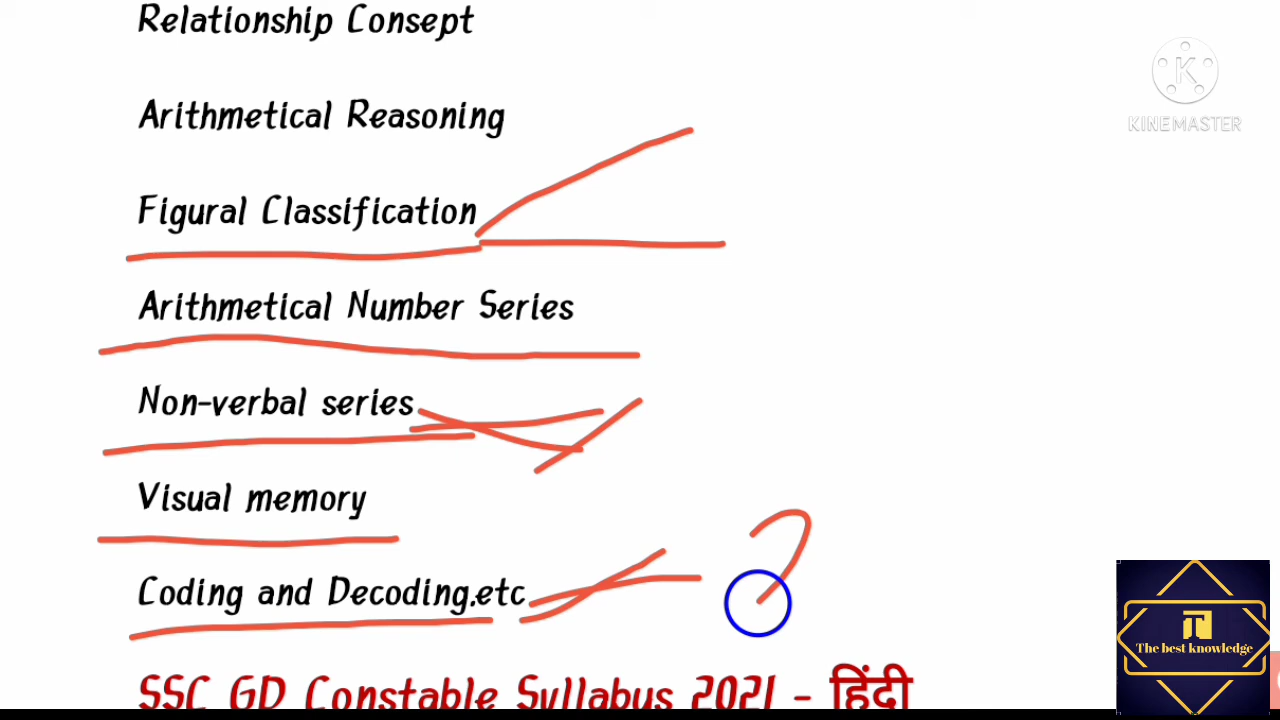 Relationship Consept
KINEMASTER
Arithmetical Reasoning
Figural Classification
Arithmetical Number Series
Non-verbal series
Visual memory
Coding and Decoding.etc
The best knowledge
SSC GD Constable Syllabus 2021 - हिंदी